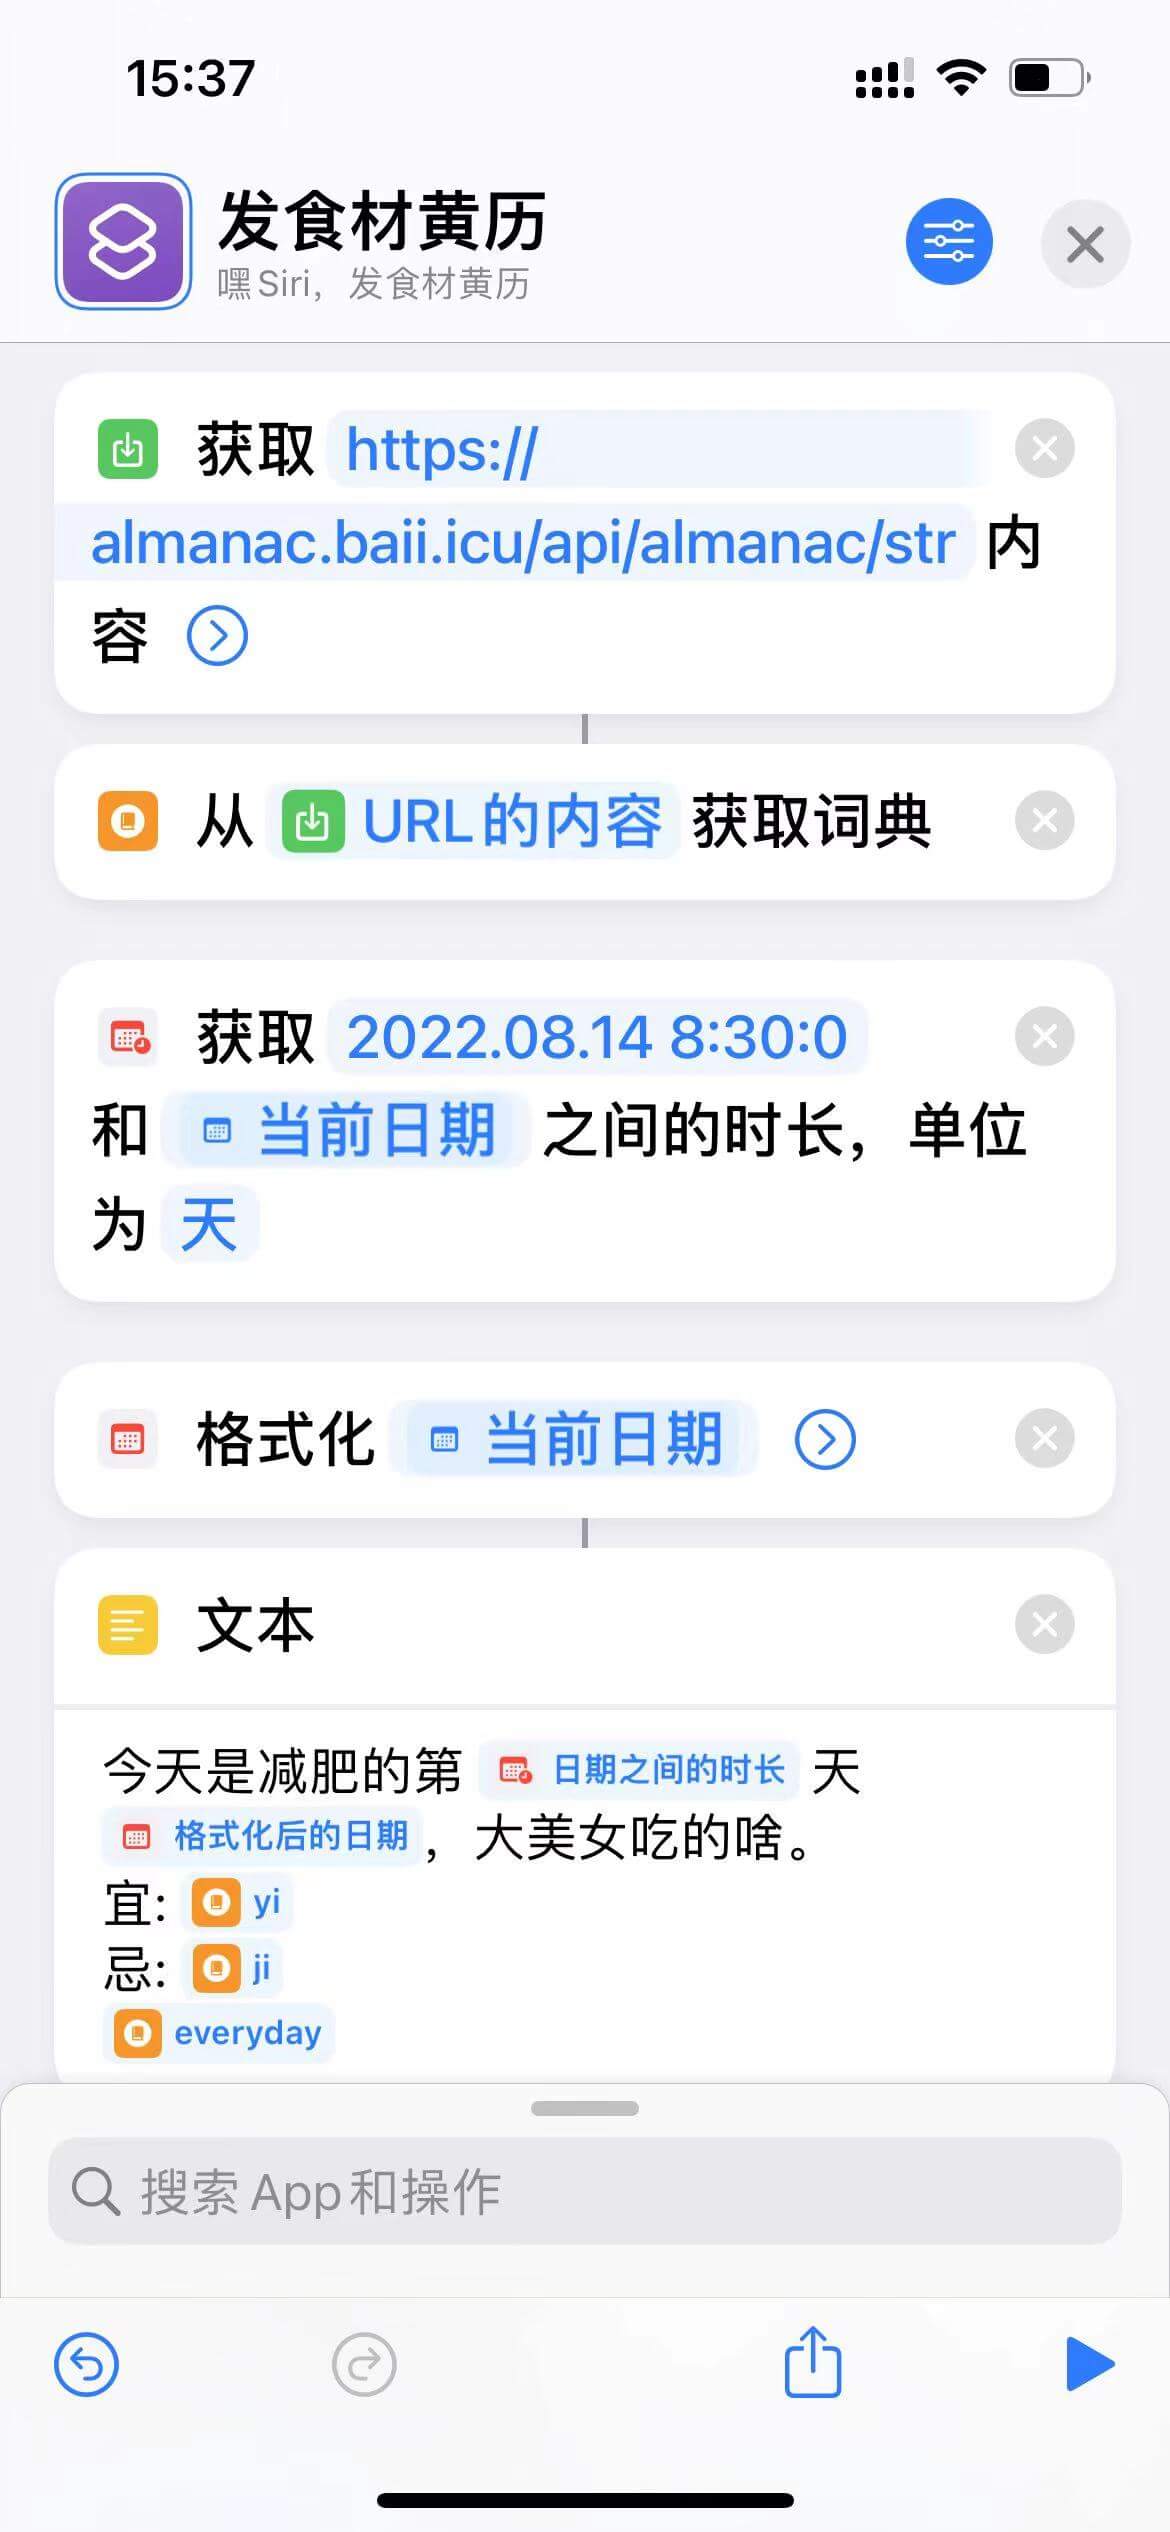 15:37
发食材黄历
嘿Siri，发食材黄历
获取 https://
almanac.baii.icu/api/almanac/str 内
容
从 URL的内容 获取词典
获取 2022.08.14 8:30:0
和 当前日期 之间的时长，单位
为 天
格式化 当前日期
文本
今天是减肥的第 日期之间的时长 天
格式化后的日期，大美女吃的啥。
宜: yi
忌: ji
everyday
搜索App和操作